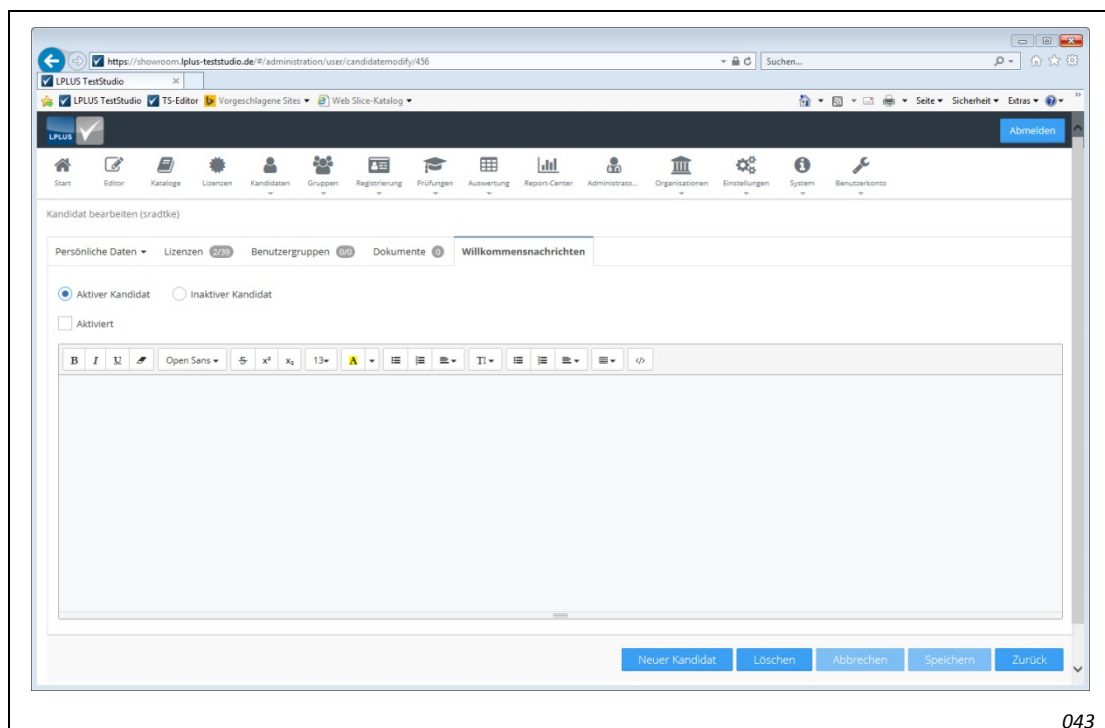 https://showroom.lplus-teststudio.de/#/administration/user/candidatemodify/456
Suchen...
LPLUS TestStudio
LPLUS TestStudio TS-Editor Vorgeschlagene Sites Web Slice-Katalog Seite Sicherheit Extras
LPLUS Abmelden
Start Editor Kataloge Lizenzen Kandidaten Gruppen Registrierung Prüfungen Auswertung Report-Center Administrato... Organisationen Einstellungen System Benutzerkonto
Kandidat bearbeiten (sradtke)
Persönliche Daten Lizenzen 2/39 Benutzergruppen 0/0 Dokumente 0 Willkommensnachrichten
Aktiver Kandidat Inaktiver Kandidat
Aktiviert
B I U Open Sans S x² x₂ 13 A TI </>
Neuer Kandidat Löschen Abbrechen Speichern Zurück
043